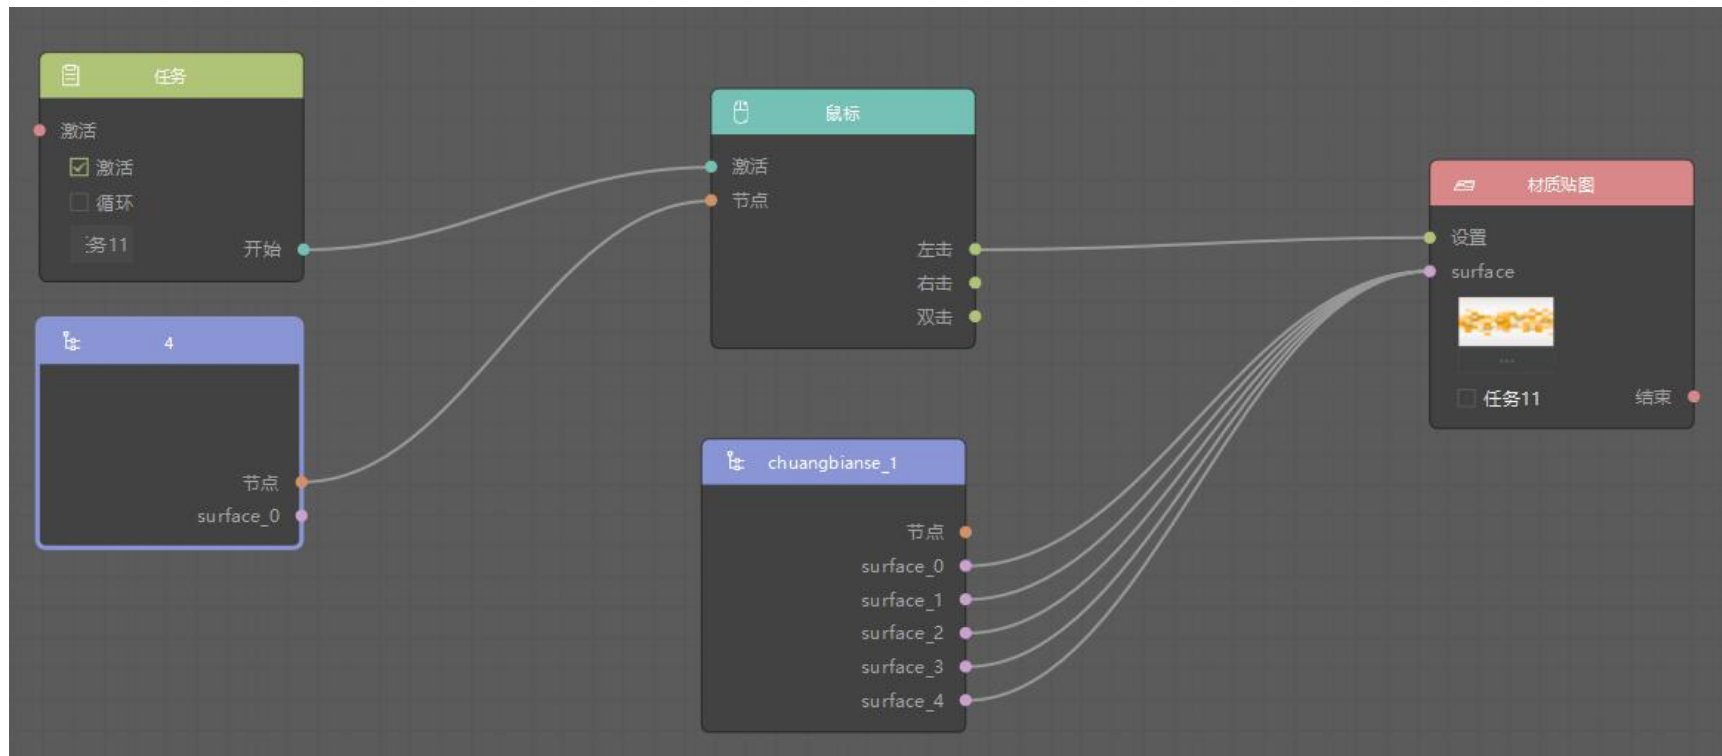 任务
激活
激活
循环
务11
开始
4
节点
surface_0
鼠标
激活
节点
左击
右击
双击
chuangbianse_1
节点
surface_0
surface_1
surface_2
surface_3
surface_4
材质贴图
设置
surface
...
任务11
结束